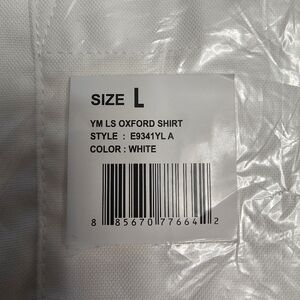 SIZE L
YM LS OXFORD SHIRT
STYLE : E9341YL A
COLOR : WHITE
8 85670 77664 2